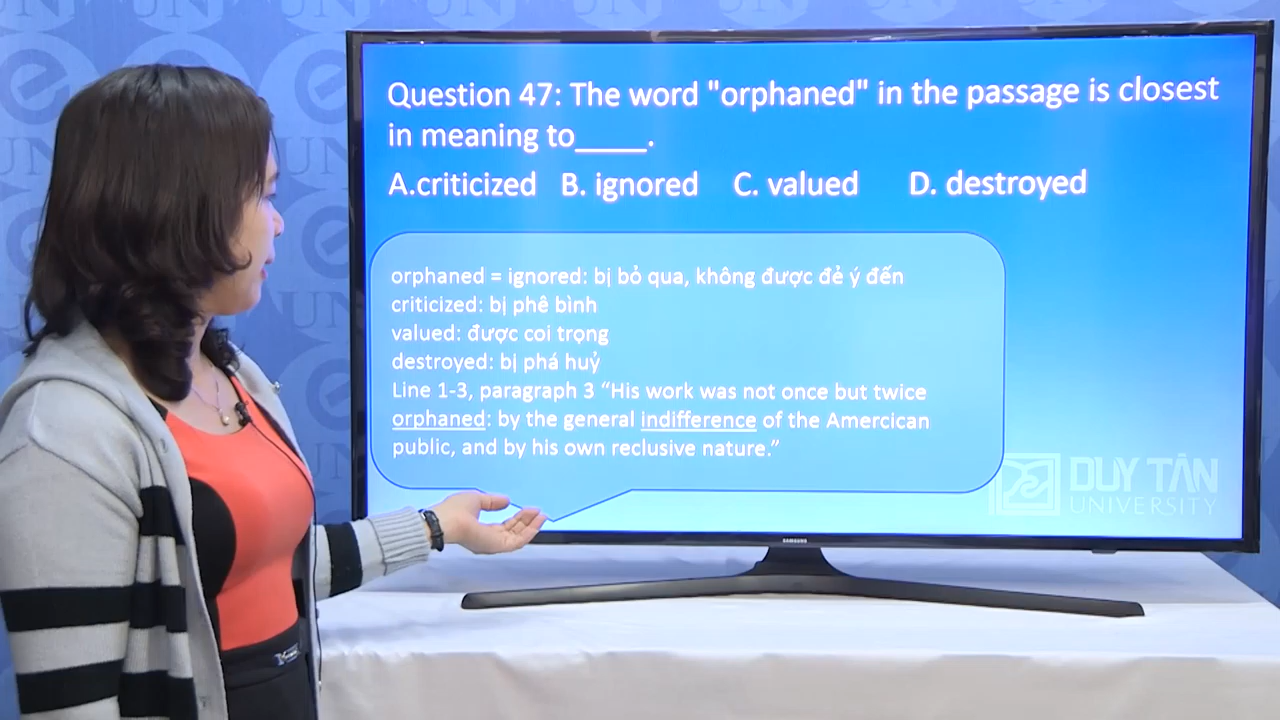 Question 47: The word "orphaned" in the passage is closest
in meaning to_____.
A.criticized B. ignored C. valued D. destroyed
orphaned = ignored: bị bỏ qua, không được đẻ ý đến
criticized: bị phê bình
valued: được coi trọng
destroyed: bị phá huỷ
Line 1-3, paragraph 3 “His work was not once but twice
orphaned: by the general indifference of the Amercican
public, and by his own reclusive nature.”
DUY TÂN
UNIVERSITY
SAMSUNG